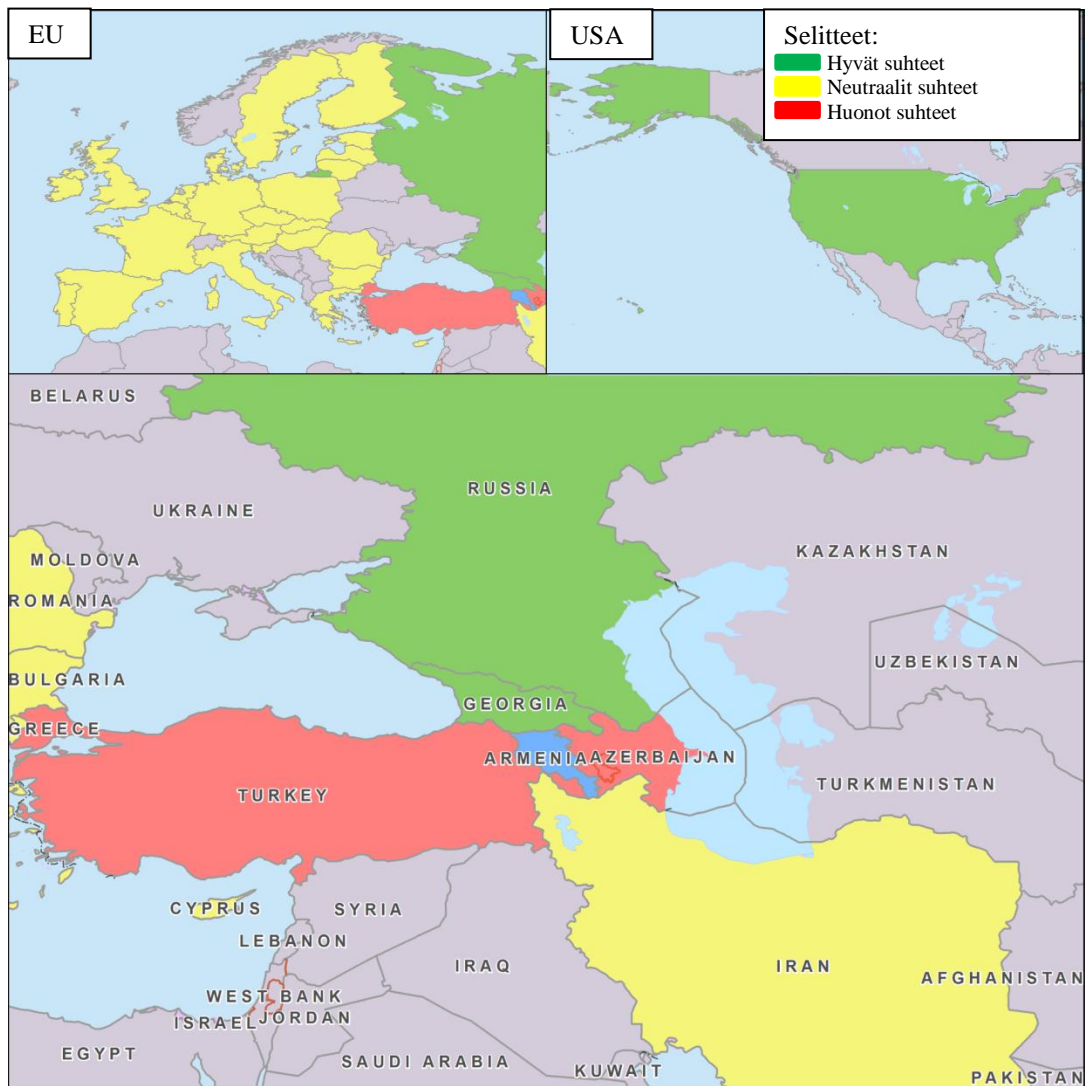 EU
USA
Selitteet:
Hyvät suhteet
Neutraalit suhteet
Huonot suhteet
BELARUS
RUSSIA
UKRAINE
KAZAKHSTAN
MOLDOVA
ROMANIA
UZBEKISTAN
BULGARIA
GEORGIA
GREECE
ARMENIA
AZERBAIJAN
TURKMENISTAN
TURKEY
CYPRUS
SYRIA
LEBANON
IRAQ
IRAN
AFGHANISTAN
WEST BANK
ISRAEL
JORDAN
EGYPT
SAUDI ARABIA
KUWAIT
PAKISTAN